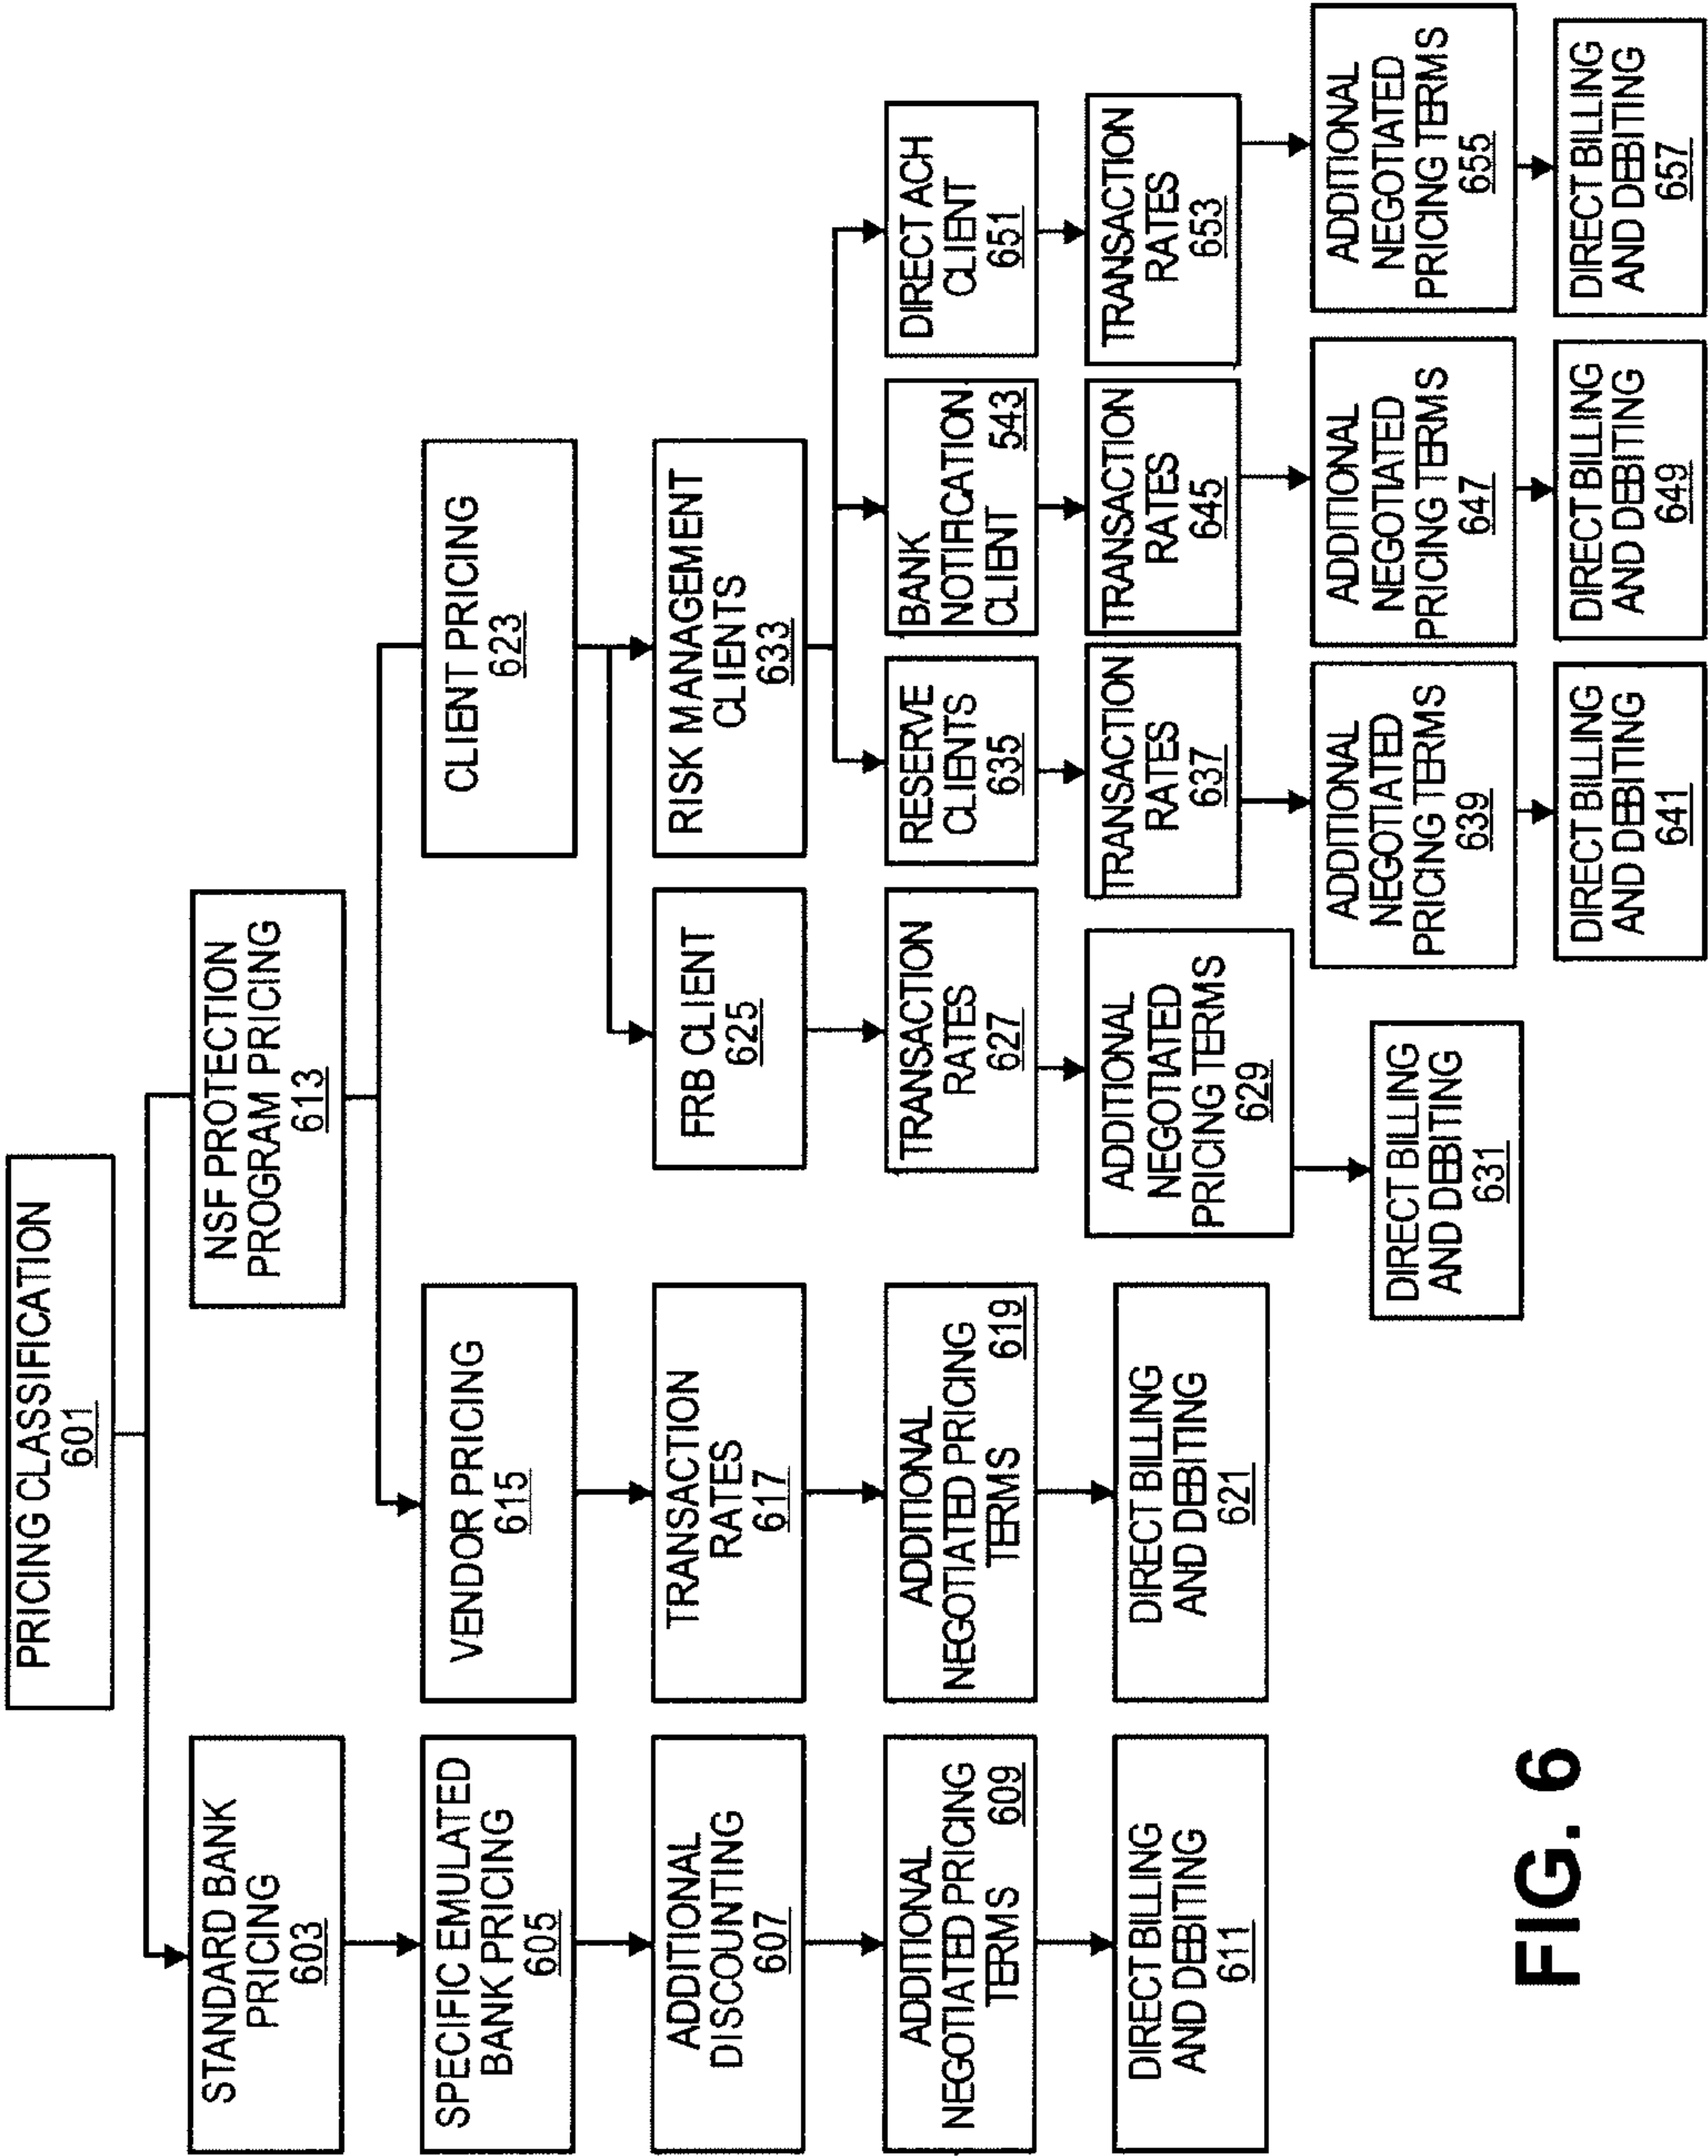 PRICING CLASSIFICATION
601
STANDARD BANK
PRICING
603
NSF PROTECTION
PROGRAM PRICING
613
SPECIFIC EMULATED
BANK PRICING
605
VENDOR PRICING
615
CLIENT PRICING
623
ADDITIONAL
DISCOUNTING
607
TRANSACTION
RATES
617
FRB CLIENT
625
RISK MANAGEMENT
CLIENTS
633
ADDITIONAL
NEGOTIATED PRICING
TERMS 609
ADDITIONAL
NEGOTIATED PRICING
TERMS 619
TRANSACTION
RATES
627
RESERVE
CLIENTS
635
BANK
NOTIFICATION
CLIENT 543
DIRECT ACH
CLIENT
651
DIRECT BILLING
AND DEBITING
611
DIRECT BILLING
AND DEBITING
621
ADDITIONAL
NEGOTIATED
PRICING TERMS
629
TRANSACTION
RATES
637
TRANSACTION
RATES
645
TRANSACTION
RATES
653
DIRECT BILLING
AND DEBITING
631
ADDITIONAL
NEGOTIATED
PRICING TERMS
639
ADDITIONAL
NEGOTIATED
PRICING TERMS
647
ADDITIONAL
NEGOTIATED
PRICING TERMS
655
DIRECT BILLING
AND DEBITING
641
DIRECT BILLING
AND DEBITING
649
DIRECT BILLING
AND DEBITING
657
FIG. 6